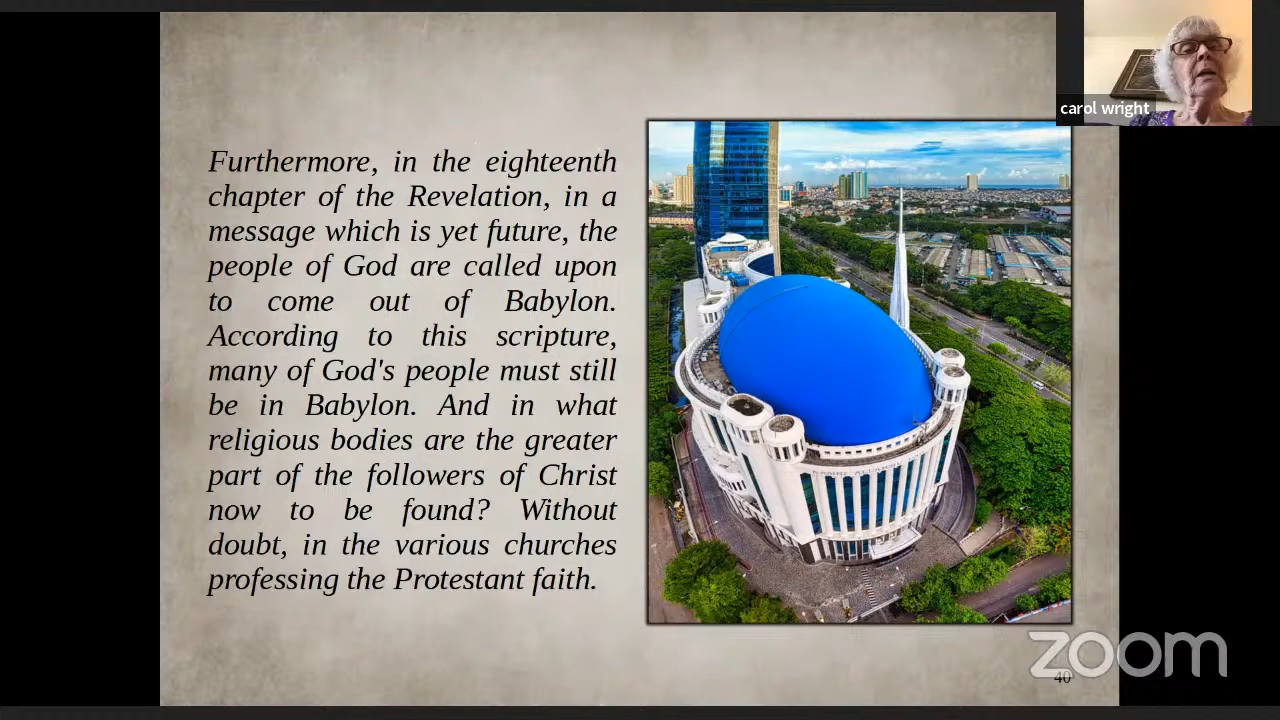 Furthermore, in the eighteenth
chapter of the Revelation, in a
message which is yet future, the
people of God are called upon
to come out of Babylon.
According to this scripture,
many of God's people must still
be in Babylon. And in what
religious bodies are the greater
part of the followers of Christ
now to be found? Without
doubt, in the various churches
professing the Protestant faith.
carol wright
zoom
40